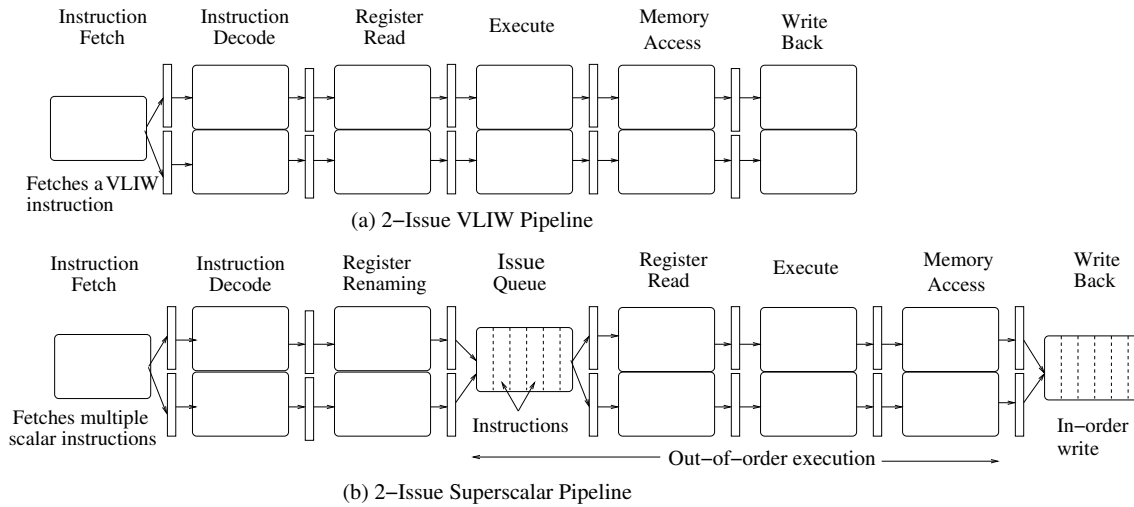 Instruction
Fetch
Instruction
Decode
Register
Read
Execute
Memory
Access
Write
Back
Fetches a VLIW
instruction
(a) 2−Issue VLIW Pipeline
Instruction
Fetch
Instruction
Decode
Register
Renaming
Issue
Queue
Register
Read
Execute
Memory
Access
Write
Back
Fetches multiple
scalar instructions
Instructions
In−order
write
Out−of−order execution
(b) 2−Issue Superscalar Pipeline